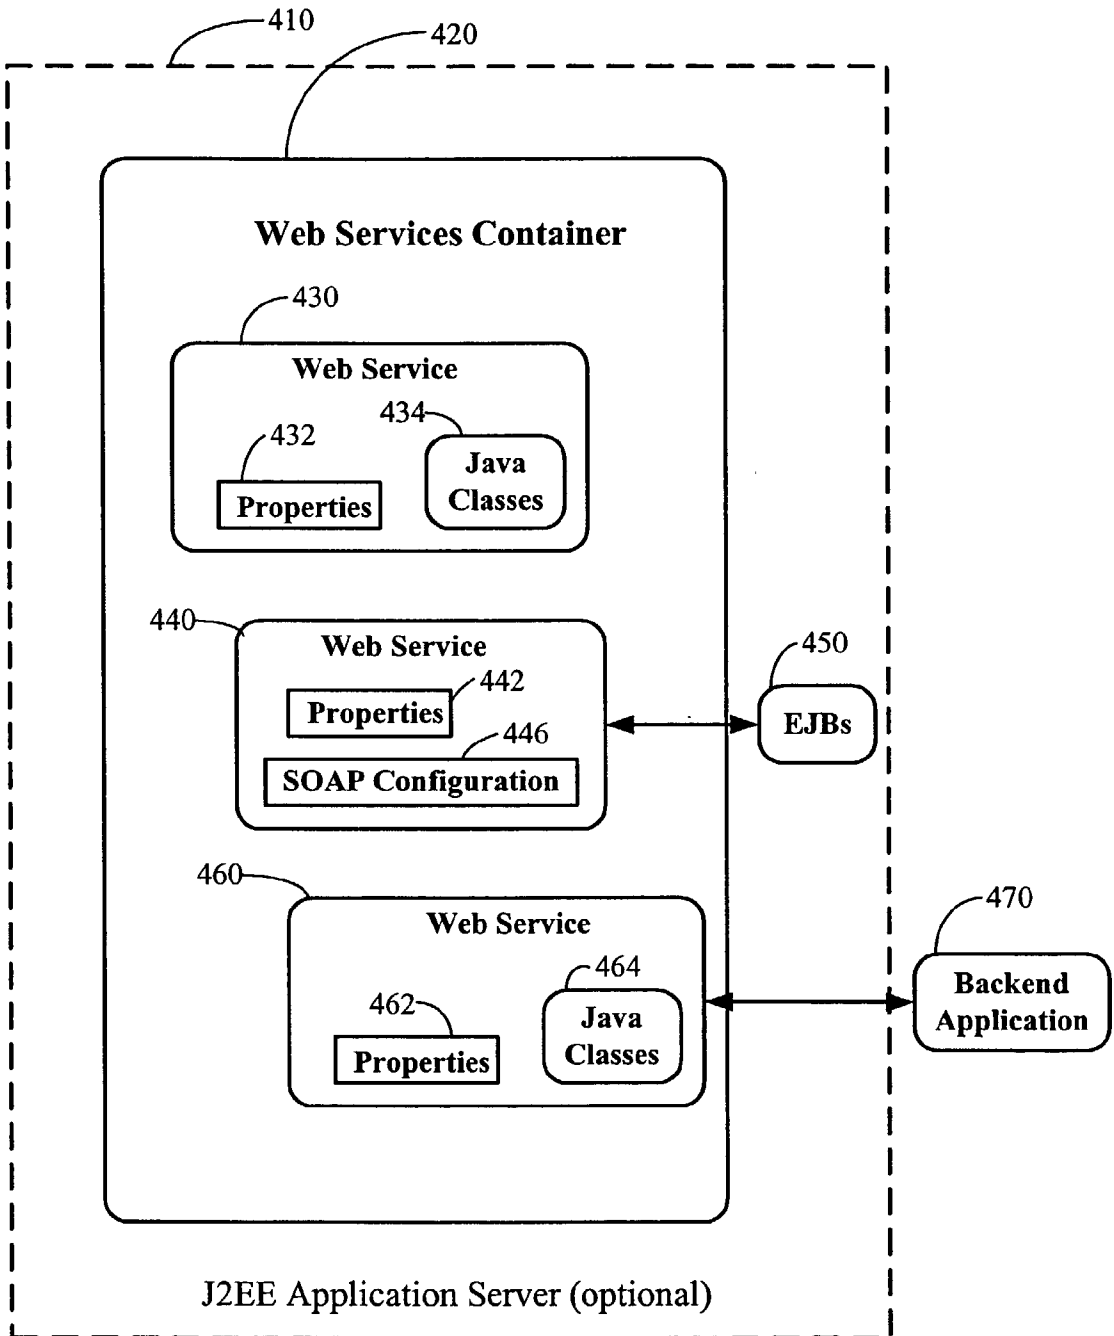 410
420
Web Services Container
430
Web Service
434
432
Java
Classes
Properties
440
Web Service
442
Properties
446
SOAP Configuration
450
EJBs
460
Web Service
464
462
Java
Classes
Properties
470
Backend
Application
J2EE Application Server (optional)